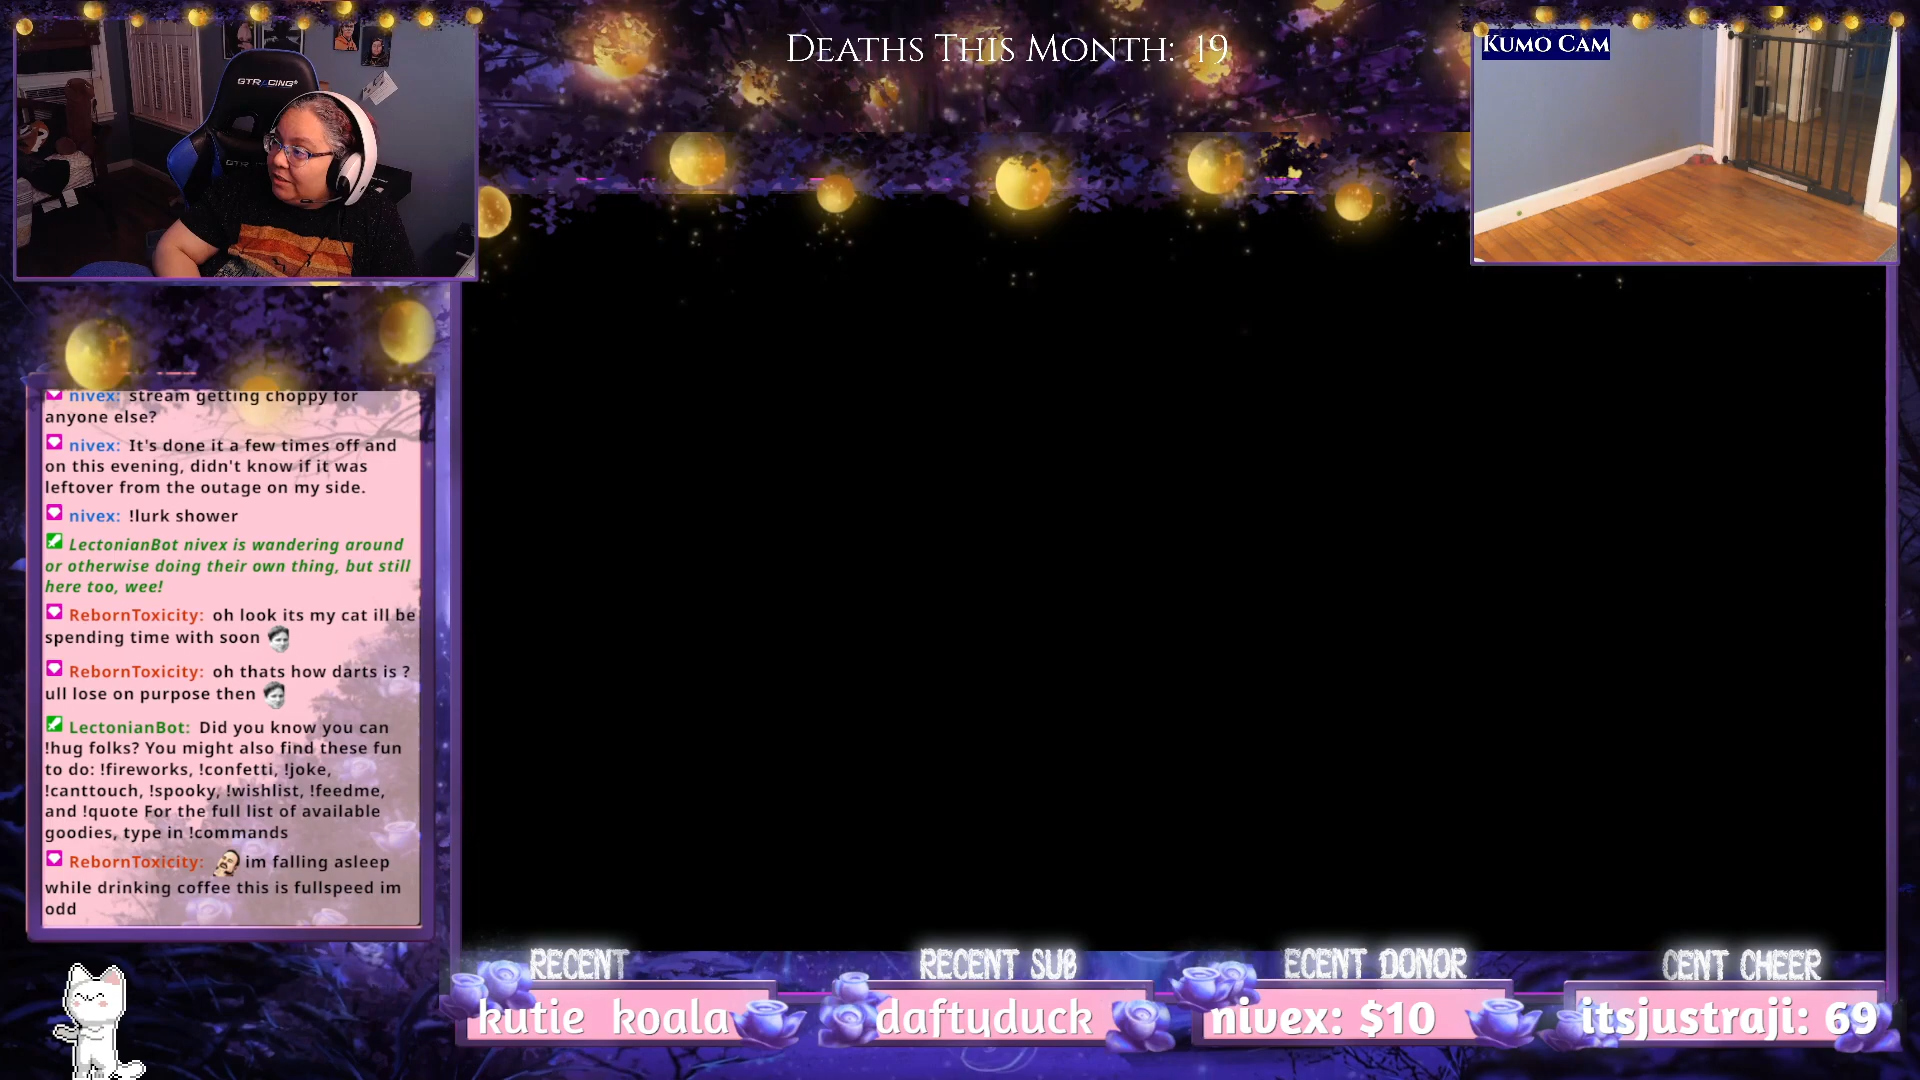 DEATHS THIS MONTH: 19
KUMO CAM
GTRACING
nivex: stream getting choppy for
anyone else?
nivex: It's done it a few times off and
on this evening, didn't know if it was
leftover from the outage on my side.
nivex: !lurk shower
LectonianBot nivex is wandering around
or otherwise doing their own thing, but still
here too, wee!
RebornToxicity: oh look its my cat ill be
spending time with soon
RebornToxicity: oh thats how darts is ?
ull lose on purpose then
LectonianBot: Did you know you can
!hug folks? You might also find these fun
to do: !fireworks, !confetti, !joke,
!canttouch, !spooky, !wishlist, !feedme,
and !quote For the full list of available
goodies, type in !commands
RebornToxicity: im falling asleep
while drinking coffee this is fullspeed im
odd
RECENT
kutie koala
RECENT SUB
daftyduck
ECENT DONOR
nivex: $10
CENT CHEER
itsjustraji: 69